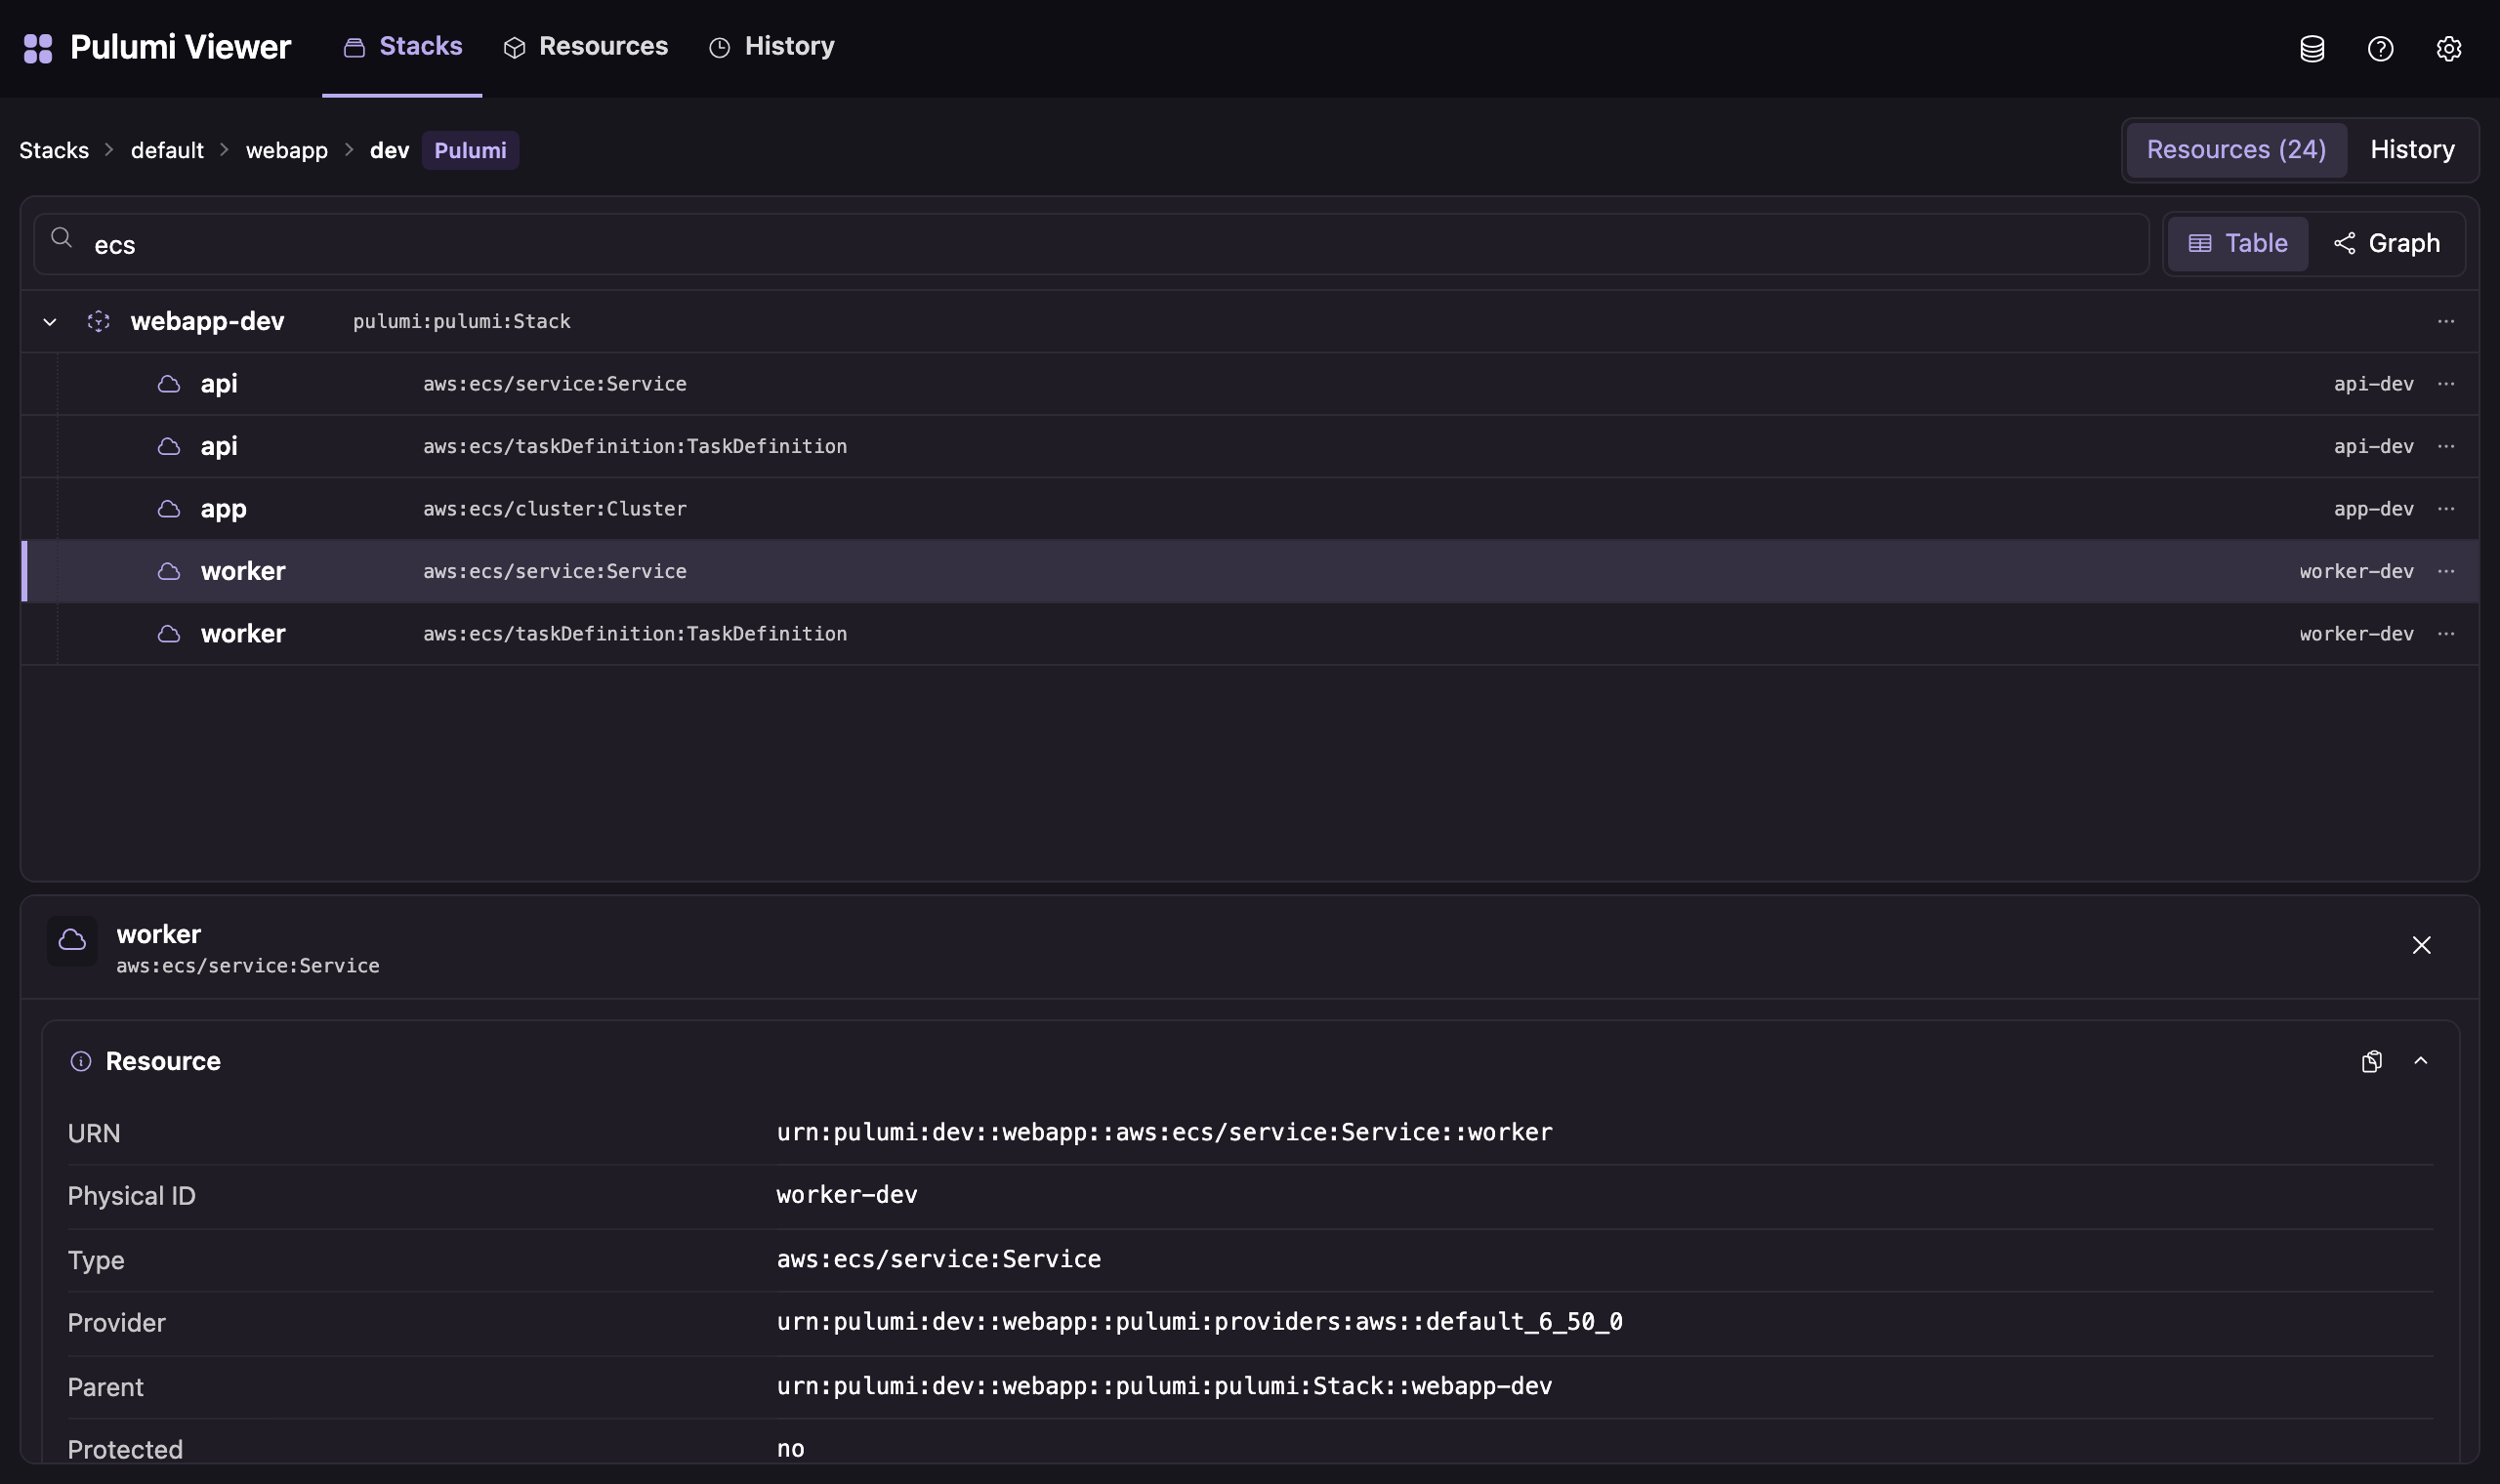 Pulumi Viewer Stacks Resources History
Stacks > default > webapp > dev Pulumi Resources (24) History
ecs Table Graph
webapp-dev pulumi:pulumi:Stack ...
api aws:ecs/service:Service api-dev ...
api aws:ecs/taskDefinition:TaskDefinition api-dev ...
app aws:ecs/cluster:Cluster app-dev ...
worker aws:ecs/service:Service worker-dev ...
worker aws:ecs/taskDefinition:TaskDefinition worker-dev ...
worker
aws:ecs/service:Service
Resource
URN urn:pulumi:dev::webapp::aws:ecs/service:Service::worker
Physical ID worker-dev
Type aws:ecs/service:Service
Provider urn:pulumi:dev::webapp::pulumi:providers:aws::default_6_50_0
Parent urn:pulumi:dev::webapp::pulumi:pulumi:Stack::webapp-dev
Protected no